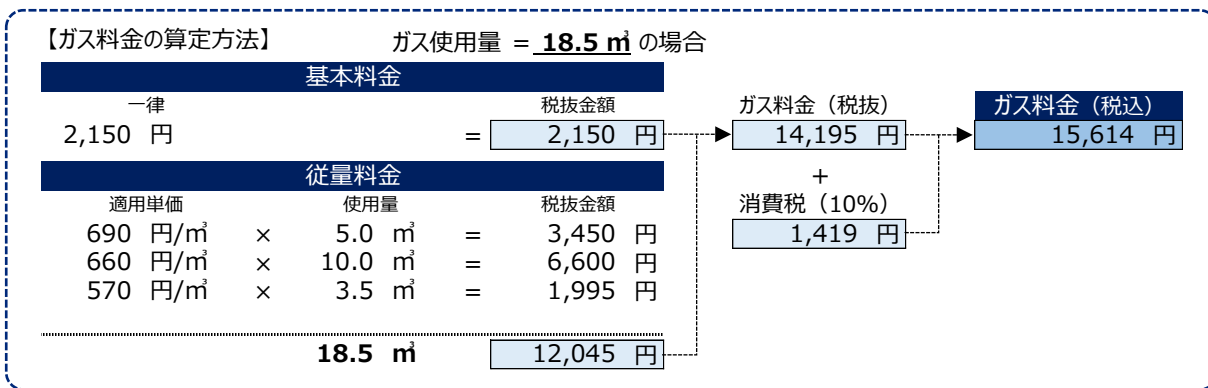 【ガス料金の算定方法】 ガス使用量 = 18.5 ㎥ の場合
基本料金
一律 税抜金額
2,150 円 = 2,150 円
ガス料金（税抜）
14,195 円
ガス料金（税込）
15,614 円
+
消費税（10%）
1,419 円
従量料金
適用単価 使用量 税抜金額
690 円/㎥ × 5.0 ㎥ = 3,450 円
660 円/㎥ × 10.0 ㎥ = 6,600 円
570 円/㎥ × 3.5 ㎥ = 1,995 円
18.5 ㎥ 12,045 円